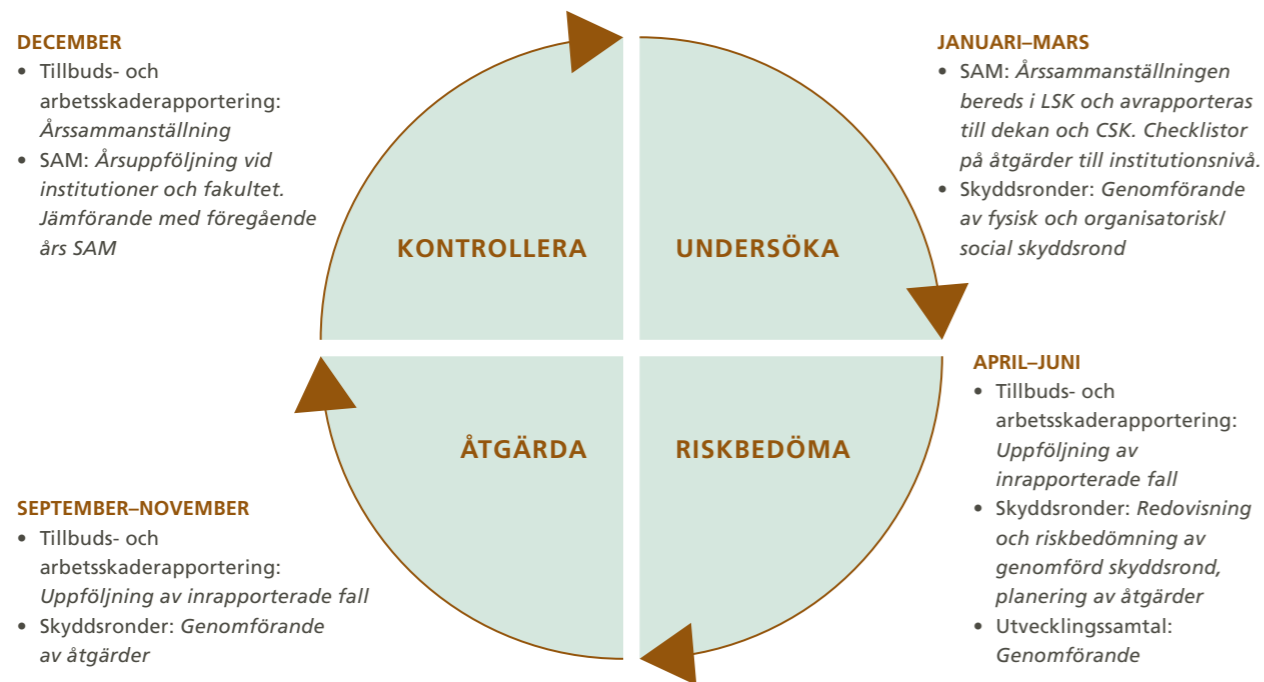 DECEMBER
• Tillbuds- och
arbetsskaderapportering:
Årssammanställning
• SAM: Årsuppföljning vid
institutioner och fakultet.
Jämförande med föregående
års SAM
JANUARI–MARS
• SAM: Årssammanställningen
bereds i LSK och avrapporteras
till dekan och CSK. Checklistor
på åtgärder till institutionsnivå.
• Skyddsronder: Genomförande
av fysisk och organisatorisk/
social skyddsrond
KONTROLLERA
UNDERSÖKA
ÅTGÄRDA
RISKBEDÖMA
APRIL–JUNI
• Tillbuds- och
arbetsskaderapportering:
Uppföljning av
inrapporterade fall
• Skyddsronder: Redovisning
och riskbedömning av
genomförd skyddsrond,
planering av åtgärder
• Utvecklingssamtal:
Genomförande
SEPTEMBER–NOVEMBER
• Tillbuds- och
arbetsskaderapportering:
Uppföljning av inrapporterade fall
• Skyddsronder: Genomförande
av åtgärder